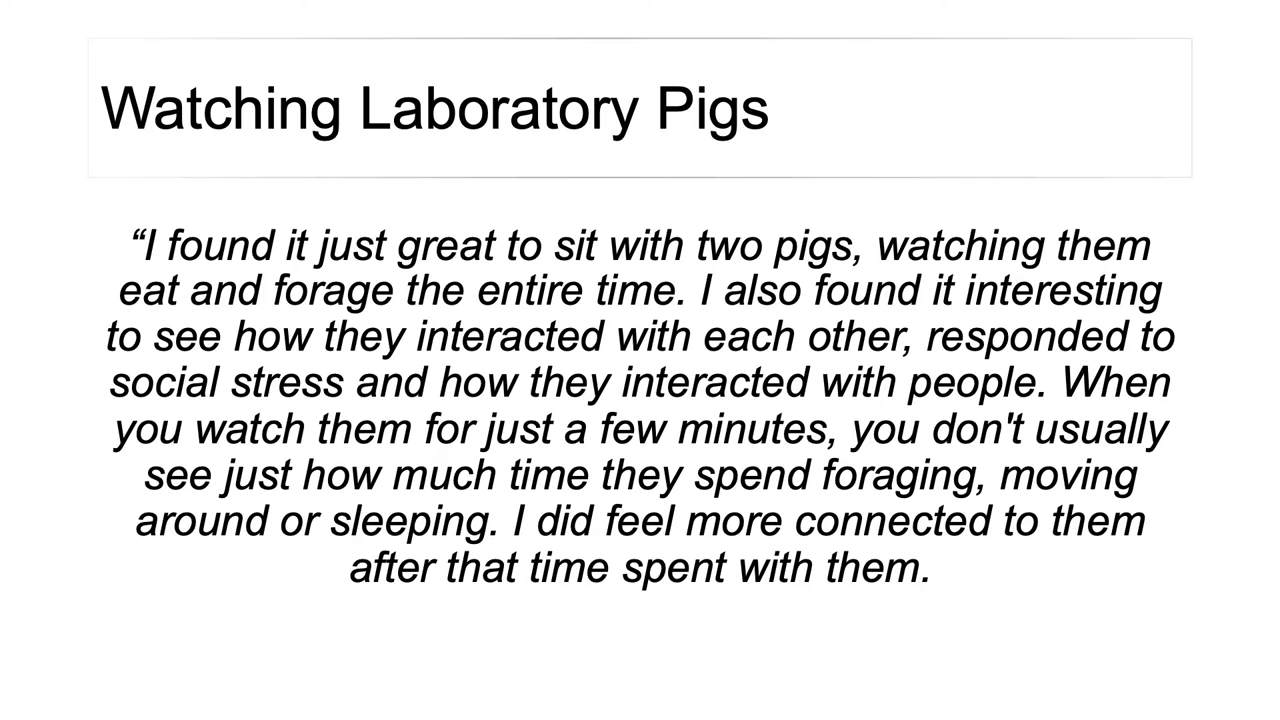 Watching Laboratory Pigs
“I found it just great to sit with two pigs, watching them
eat and forage the entire time. I also found it interesting
to see how they interacted with each other, responded to
social stress and how they interacted with people. When
you watch them for just a few minutes, you don't usually
see just how much time they spend foraging, moving
around or sleeping. I did feel more connected to them
after that time spent with them.